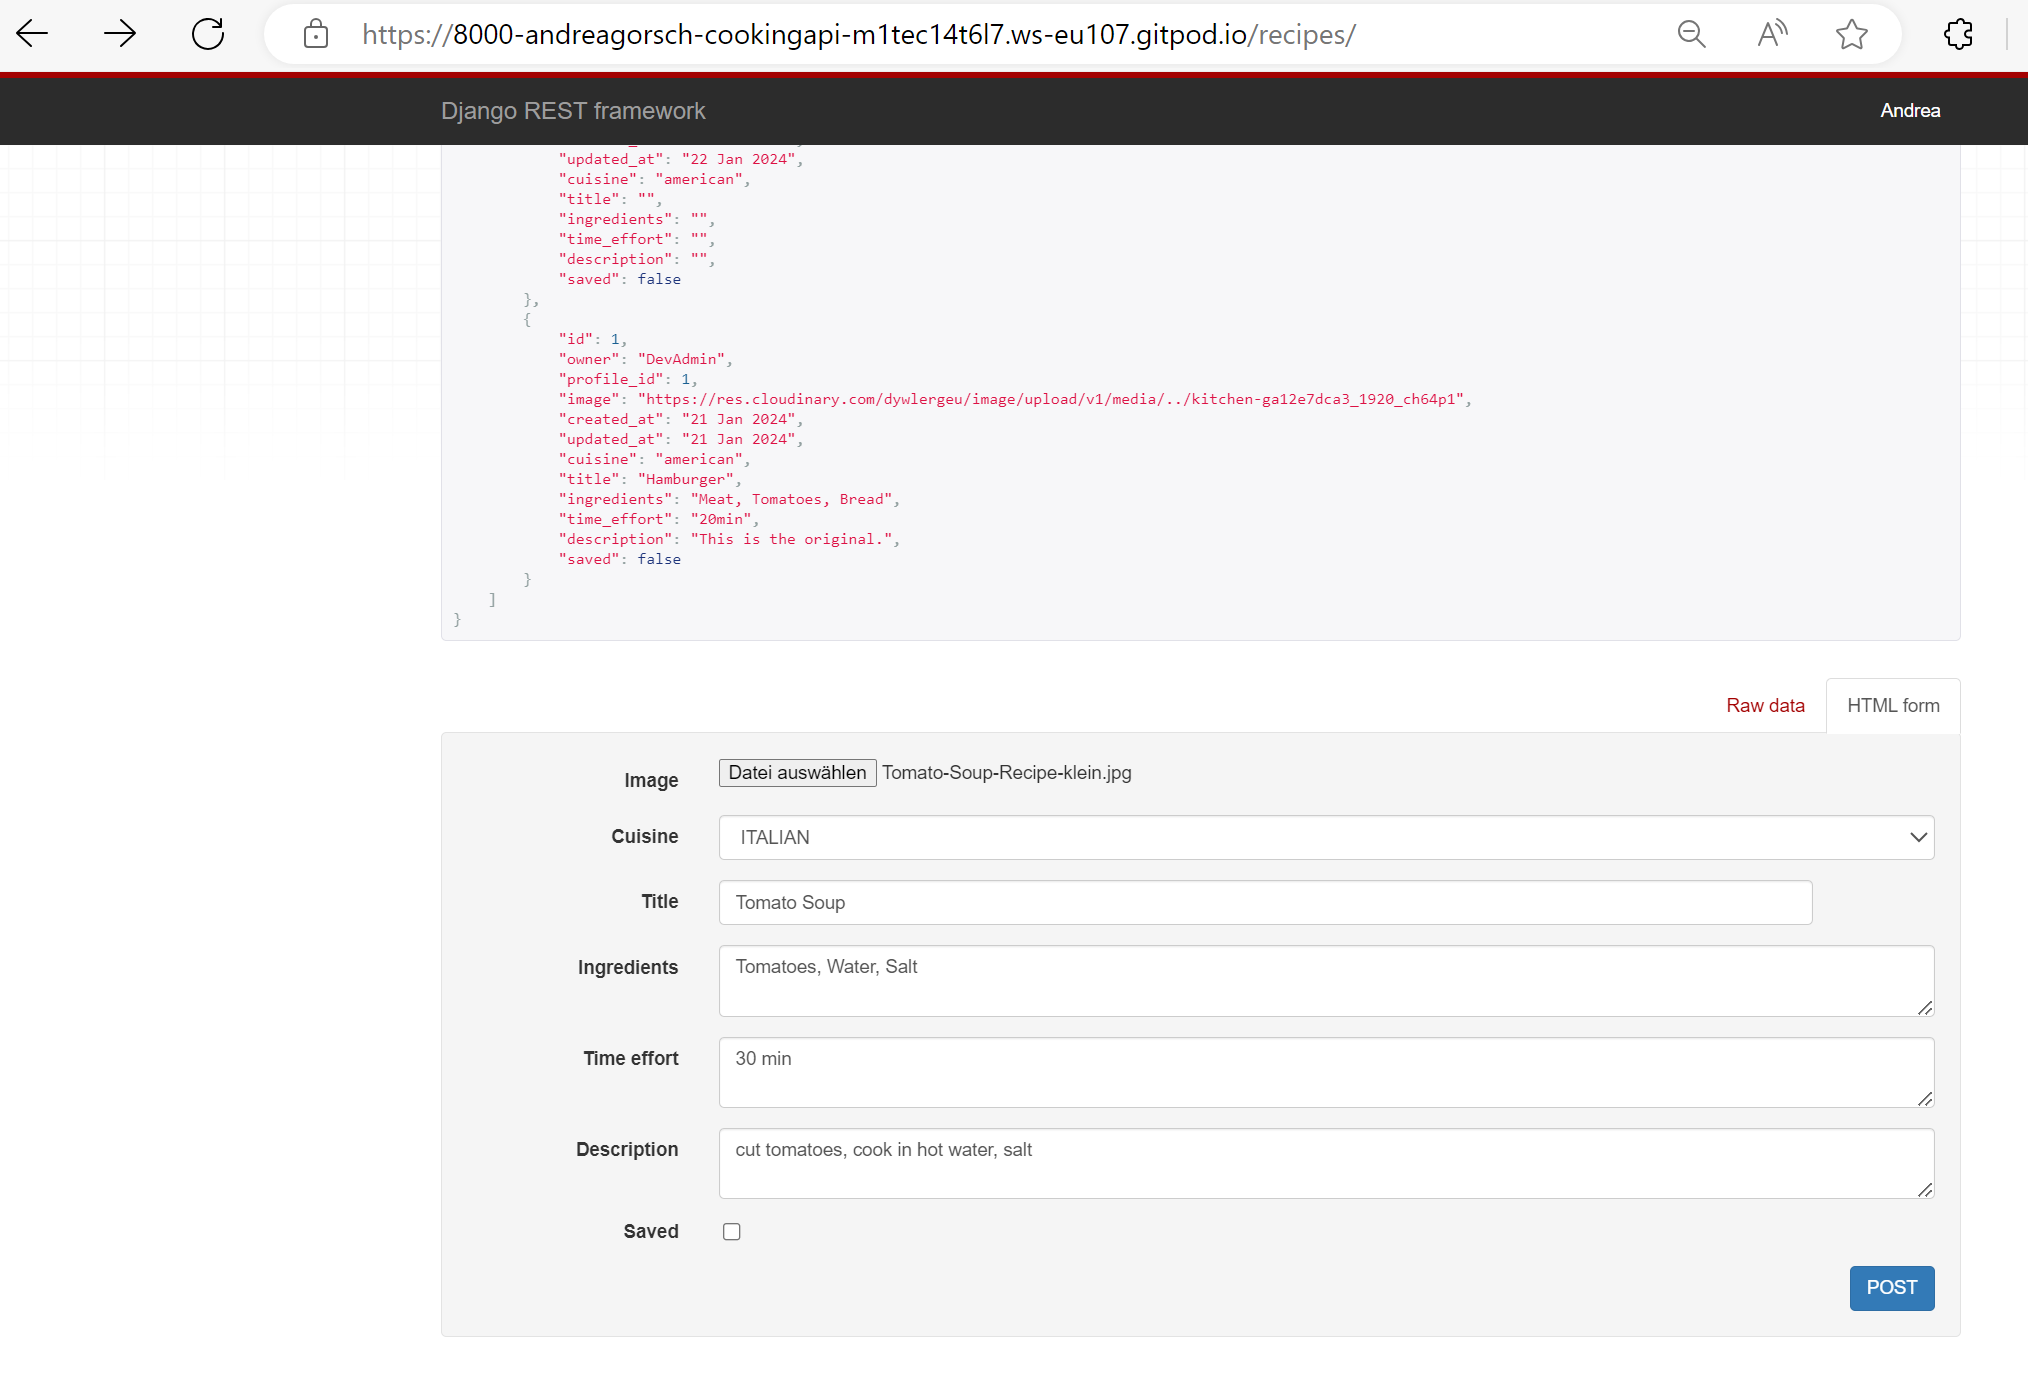 https://8000-andreagorsch-cookingapi-m1tec14t6l7.ws-eu107.gitpod.io/recipes/
Django REST framework
Andrea
"updated_at": "22 Jan 2024",
"cuisine": "american",
"title": "",
"ingredients": "",
"time_effort": "",
"description": "",
"saved": false
},
{
"id": 1,
"owner": "DevAdmin",
"profile_id": 1,
"image": "https://res.cloudinary.com/dywlergeu/image/upload/v1/media/../kitchen-ga12e7dca3_1920_ch64p1",
"created_at": "21 Jan 2024",
"updated_at": "21 Jan 2024",
"cuisine": "american",
"title": "Hamburger",
"ingredients": "Meat, Tomatoes, Bread",
"time_effort": "20min",
"description": "This is the original.",
"saved": false
}
]
}
Raw data
HTML form
Image
Datei auswählen Tomato-Soup-Recipe-klein.jpg
Cuisine
ITALIAN
Title
Tomato Soup
Ingredients
Tomatoes, Water, Salt
Time effort
30 min
Description
cut tomatoes, cook in hot water, salt
Saved
POST